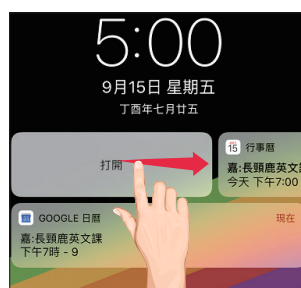 5:00
9月15日 星期五
丁酉年七月廿五
打開
15 行事曆
嘉:長頸鹿英文課
今天 下午7:00
GOOGLE 日曆
現在
嘉:長頸鹿英文課
下午7時 - 9